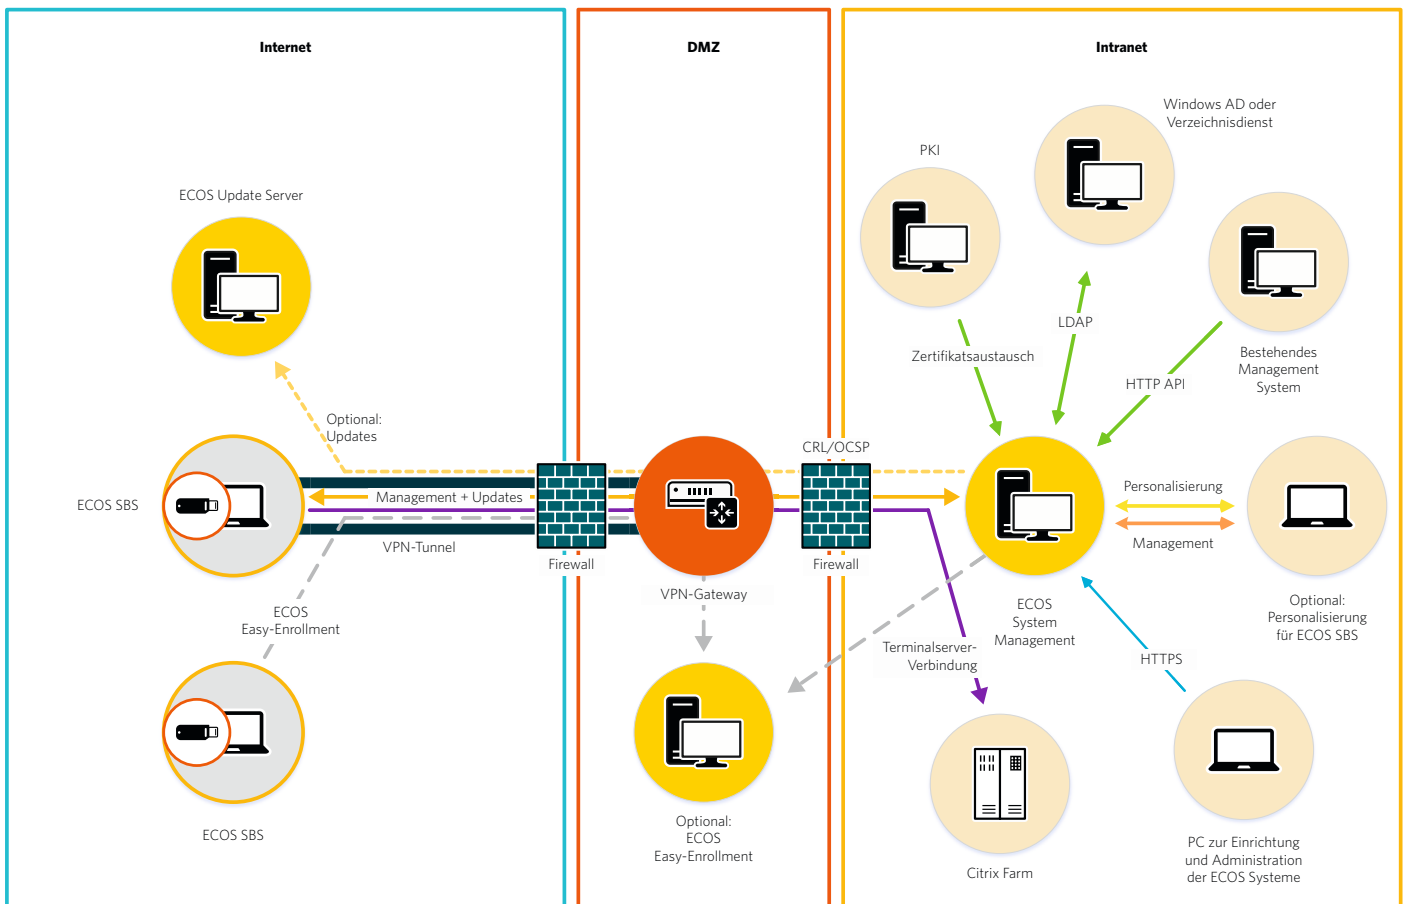 Internet
DMZ
Intranet
Windows AD oder
Verzeichnisdienst
PKI
ECOS Update Server
LDAP
Zertifikatsaustausch
Bestehendes
Management
System
HTTP API
Optional:
Updates
CRL/OCSP
ECOS SBS
Management + Updates
Personalisierung
VPN-Tunnel
Management
Firewall
Firewall
VPN-Gateway
ECOS
Easy-Enrollment
ECOS
System
Management
Optional:
Personalisierung
für ECOS SBS
Terminalserver-
Verbindung
HTTPS
ECOS SBS
Optional:
ECOS
Easy-Enrollment
Citrix Farm
PC zur Einrichtung
und Administration
der ECOS Systeme